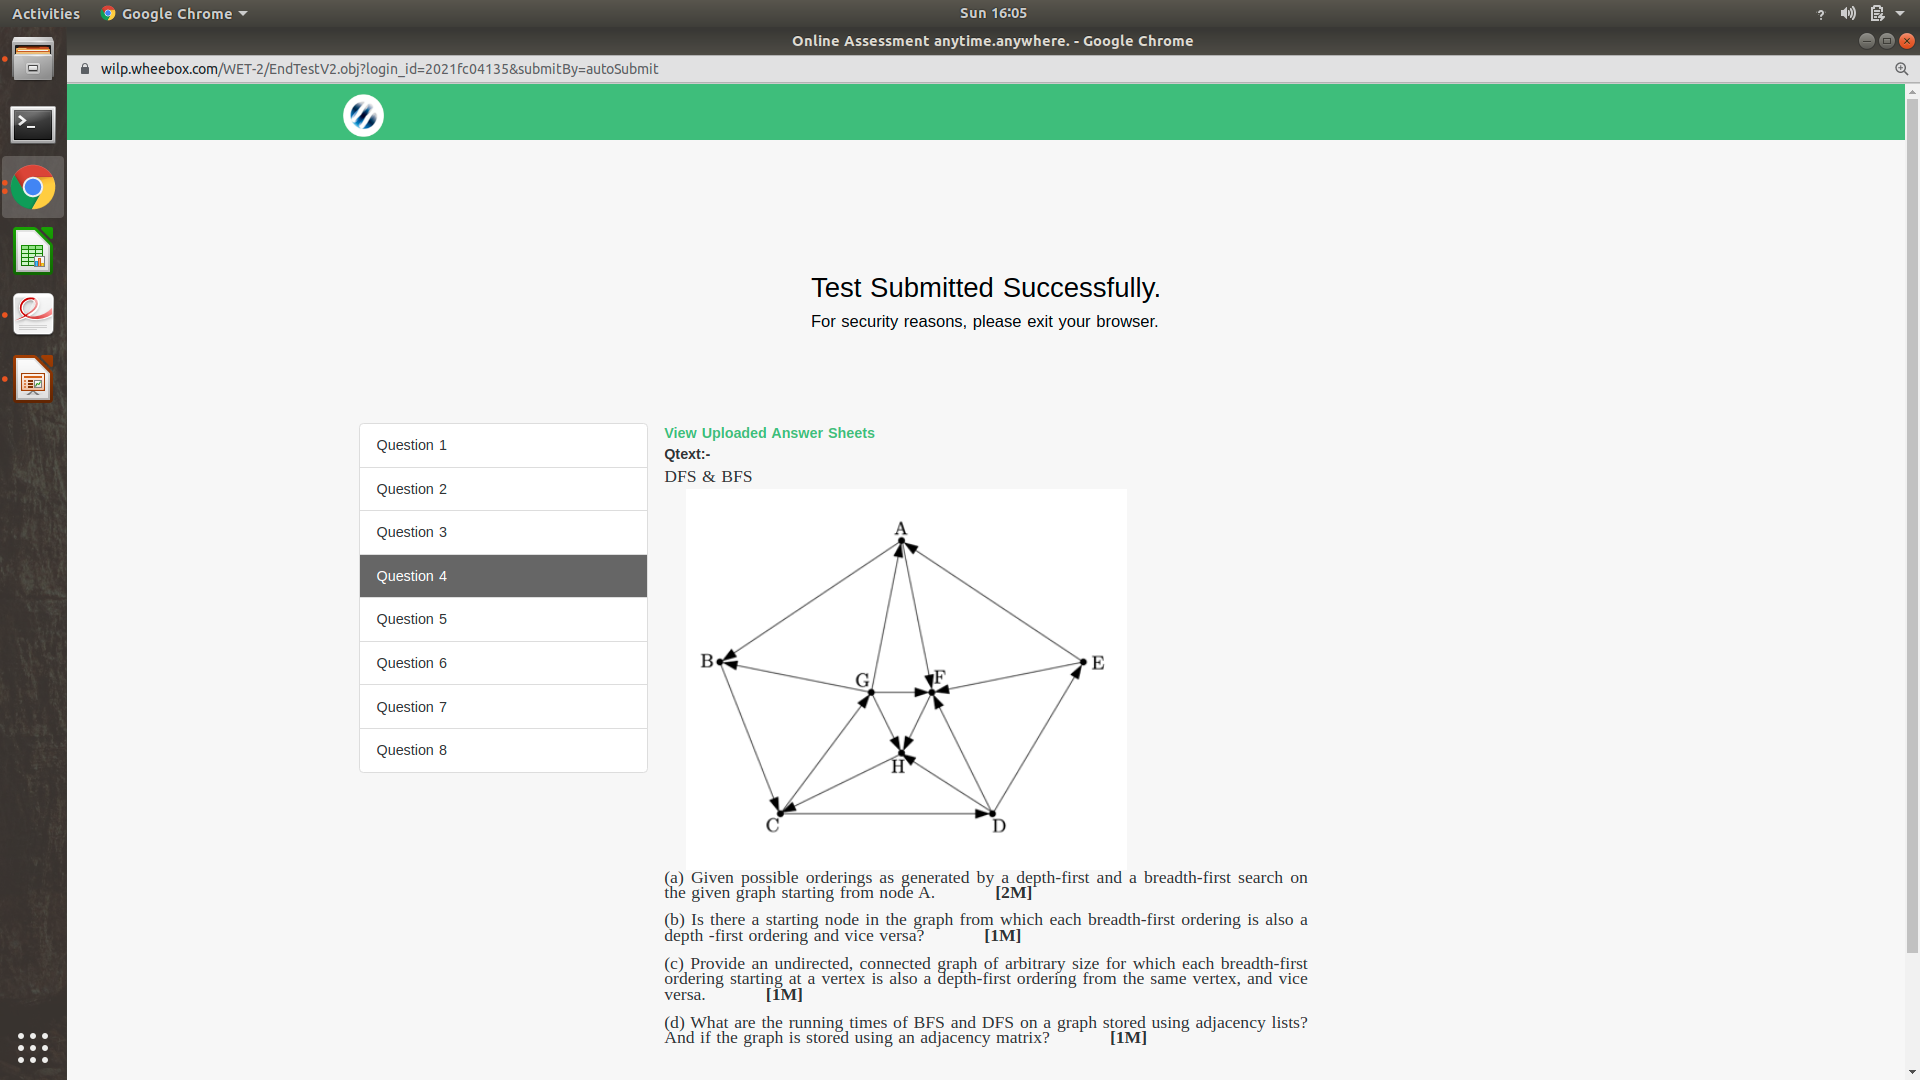 Activities
Google Chrome
Sun 16:05
?
Online Assessment anytime.anywhere. - Google Chrome
wilp.wheebox.com/WET-2/EndTestV2.obj?login_id=2021fc04135&submitBy=autoSubmit
Test Submitted Successfully.
For security reasons, please exit your browser.
Question 1
Question 2
Question 3
Question 4
Question 5
Question 6
Question 7
Question 8
View Uploaded Answer Sheets
Qtext:-
DFS & BFS
A
B
E
G
F
H
C
D
(a) Given possible orderings as generated by a depth-first and a breadth-first search on
the given graph starting from node A. [2M]
(b) Is there a starting node in the graph from which each breadth-first ordering is also a
depth -first ordering and vice versa? [1M]
(c) Provide an undirected, connected graph of arbitrary size for which each breadth-first
ordering starting at a vertex is also a depth-first ordering from the same vertex, and vice
versa. [1M]
(d) What are the running times of BFS and DFS on a graph stored using adjacency lists?
And if the graph is stored using an adjacency matrix? [1M]